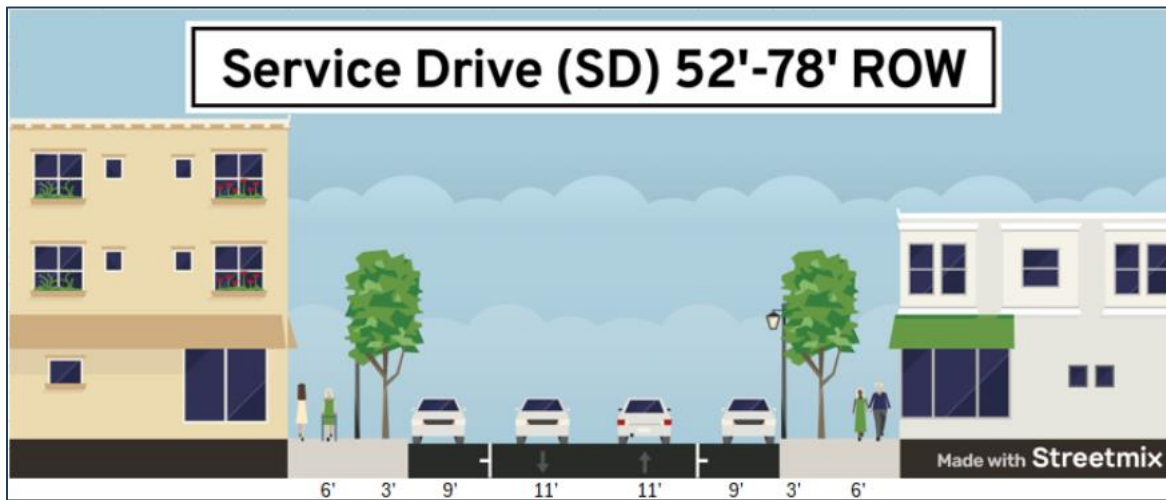 Service Drive (SD) 52'-78' ROW
Made with Streetmix
6' 3' 9' 11' 11' 9' 3' 6'